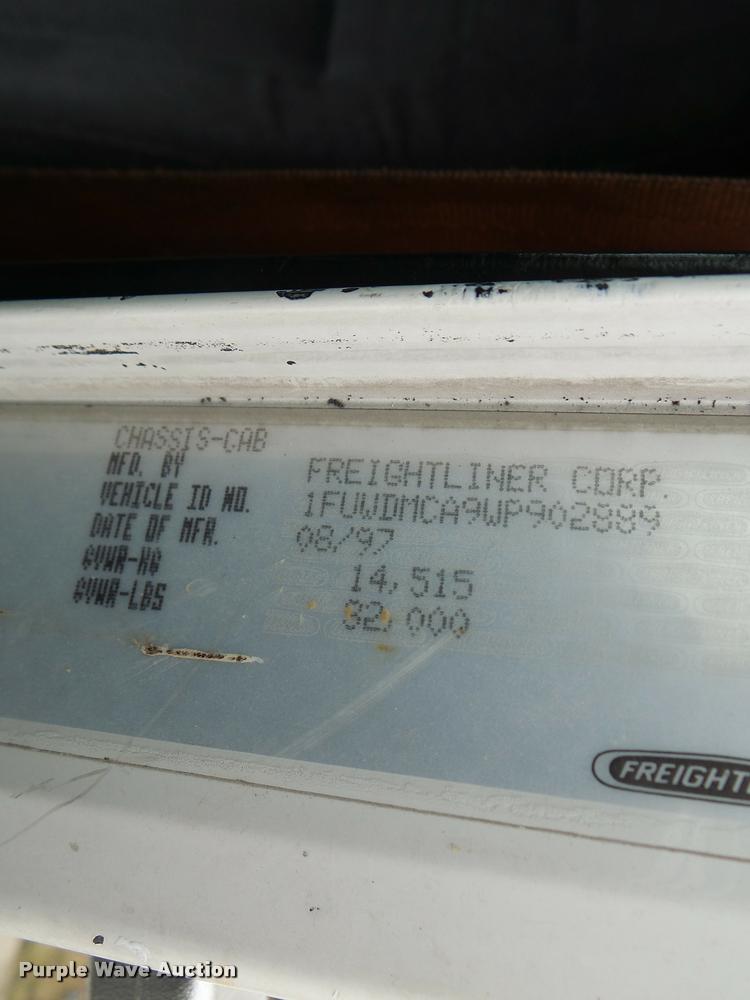 CHASSIS-CAB
MFD. BY FREIGHTLINER CORP.
VEHICLE ID NO. 1FUWDMCA9WP902889
DATE OF MFR. 08/97
GVWR-KG 14,515
GVWR-LBS 32,000
FREIGHTL
Purple Wave Auction